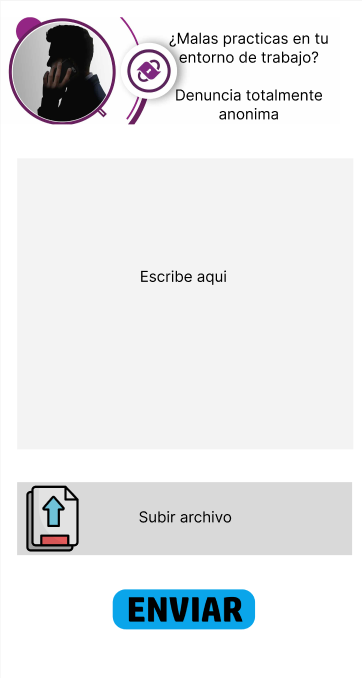 ¿Malas practicas en tu
entorno de trabajo?
Denuncia totalmente
anonima
Escribe aqui
Subir archivo
ENVIAR